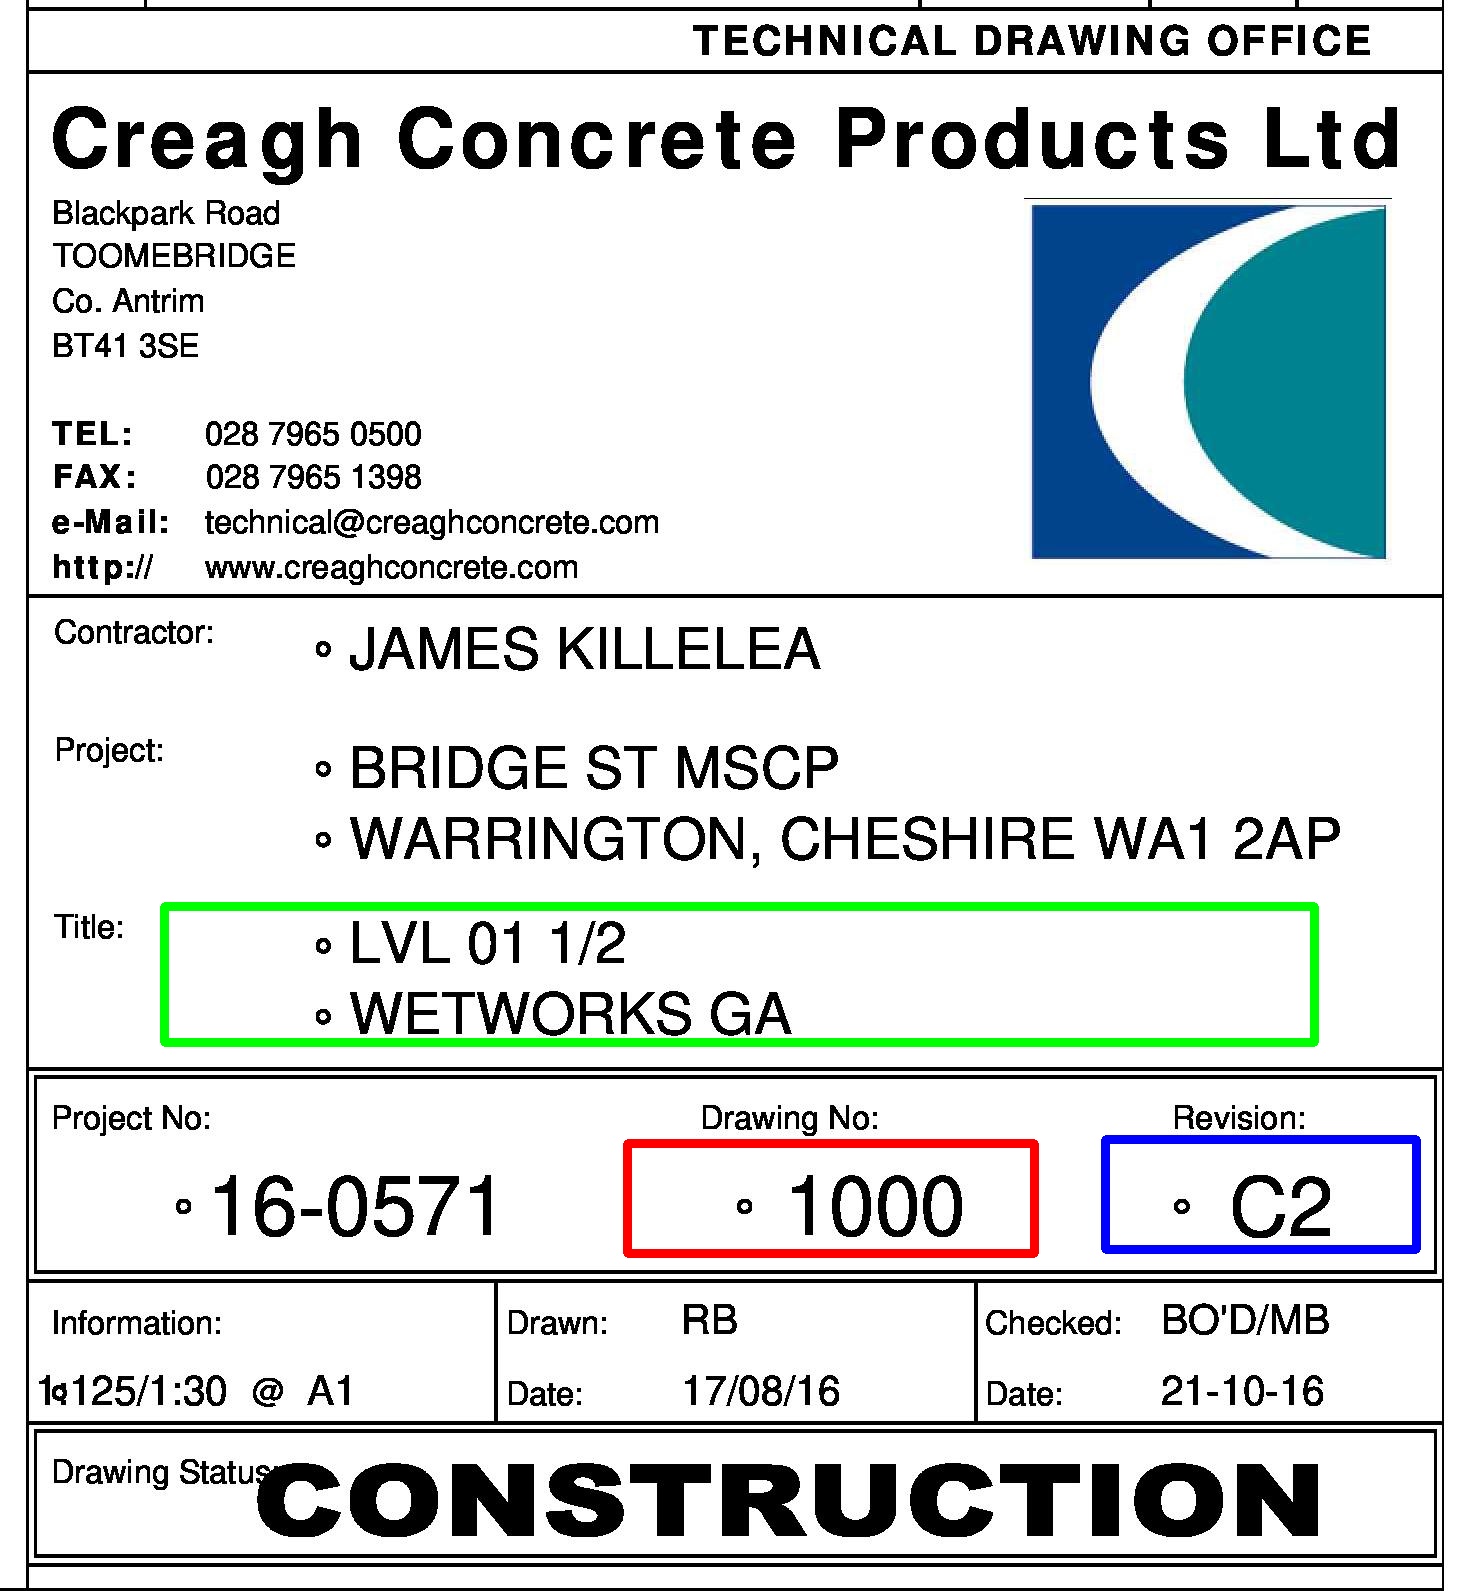 TECHNICAL DRAWING OFFICE
Creagh Concrete Products Ltd
Blackpark Road
TOOMEBRIDGE
Co. Antrim
BT41 3SE
TEL: 028 7965 0500
FAX: 028 7965 1398
e-Mail: technical@creaghconcrete.com
http:// www.creaghconcrete.com
Contractor: JAMES KILLELEA
Project: BRIDGE ST MSCP
WARRINGTON, CHESHIRE WA1 2AP
Title: LVL 01 1/2
WETWORKS GA
Project No: Drawing No: Revision:
16-0571 1000 C2
Information: Drawn: RB Checked: BO'D/MB
1:125/1:30 @ A1 Date: 17/08/16 Date: 21-10-16
Drawing Status: CONSTRUCTION